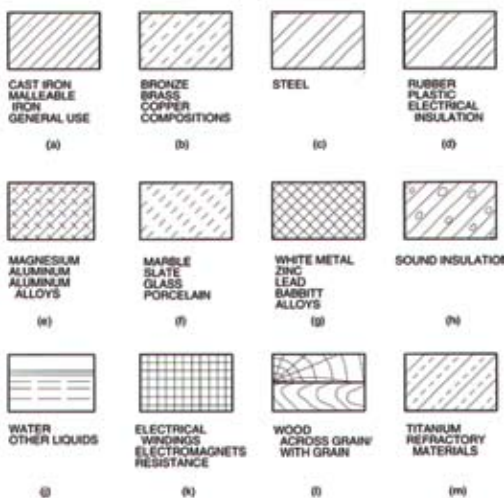 CAST IRON
MALLEABLE
IRON
GENERAL USE
(a)
BRONZE
BRASS
COPPER
COMPOSITIONS
(b)
STEEL
(c)
RUBBER
PLASTIC
ELECTRICAL
INSULATION
(d)
MAGNESIUM
ALUMINUM
ALUMINUM
ALLOYS
(e)
MARBLE
SLATE
GLASS
PORCELAIN
(f)
WHITE METAL
ZINC
LEAD
BABBITT
ALLOYS
(g)
SOUND INSULATION
(h)
WATER
OTHER LIQUIDS
(j)
ELECTRICAL
WINDINGS
ELECTROMAGNETS
RESISTANCE
(k)
WOOD
ACROSS GRAIN/
WITH GRAIN
(l)
TITANIUM
REFRACTORY
MATERIALS
(m)